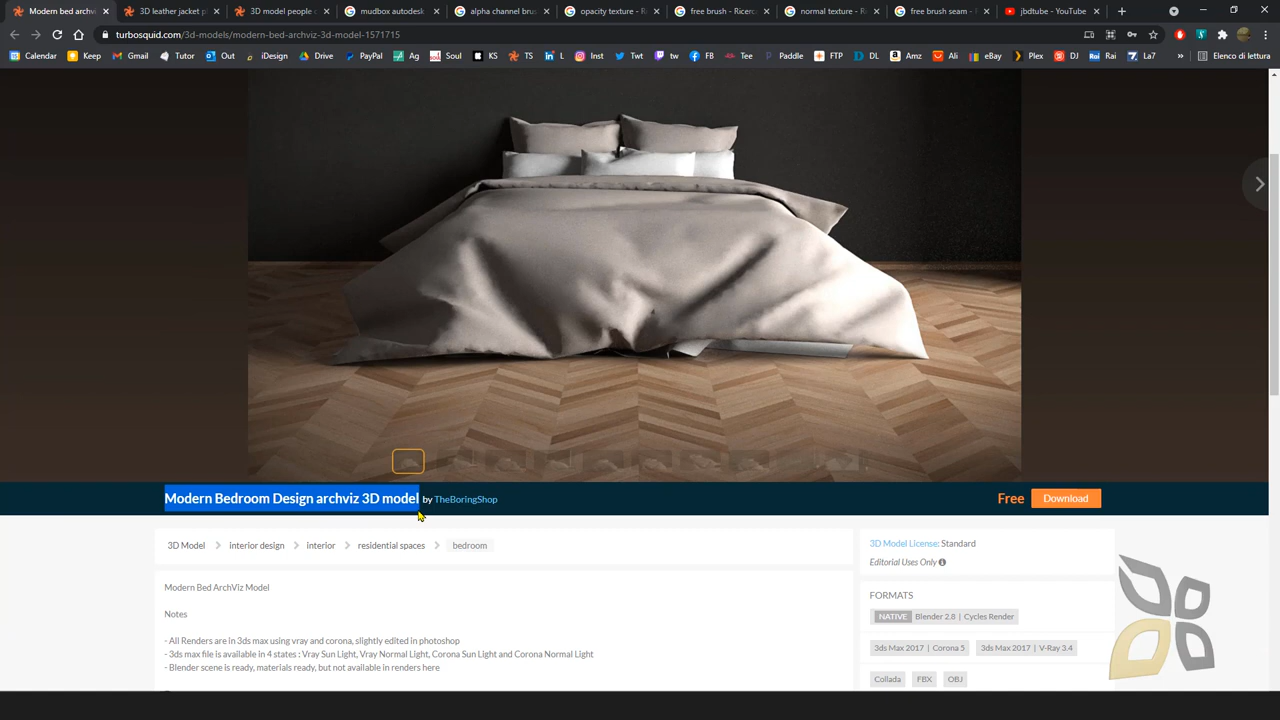 Modern bed archvi
3D leather jacket pl
3D model people c
mudbox autodesk
alpha channel brus
opacity texture - Ri
free brush - Ricerc
normal texture - Ri
free brush seam -
jbdtube - YouTube
turbosquid.com/3d-models/modern-bed-archviz-3d-model-1571715
Calendar Keep Gmail Out iDesign Drive PayPal Ag Soul KS TS L Inst Twt tw FB Tee Paddle FTP DL Amz Ali eBay Plex DJ Rai La7 » Elenco di lettura
Modern Bedroom Design archviz 3D model by TheBoringShop
Free Download
3D Model interior design interior residential spaces bedroom
3D Model License: Standard
Editorial Uses Only
Modern Bed ArchViz Model
Notes
- All Renders are in 3ds max using vray and corona, slightly edited in photoshop
- 3ds max file is available in 4 states : Vray Sun Light, Vray Normal Light, Corona Sun Light and Corona Normal Light
- Blender scene is ready, materials ready, but not available in renders here
FORMATS
NATIVE Blender 2.8 | Cycles Render
3ds Max 2017 | Corona 5 3ds Max 2017 | V-Ray 3.4
Collada FBX OBJ